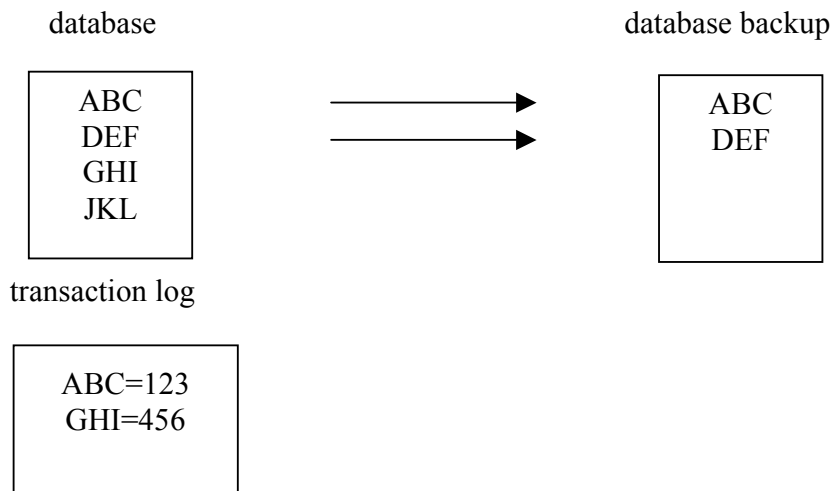 database
database backup
ABC
DEF
GHI
JKL
ABC
DEF
transaction log
ABC=123
GHI=456